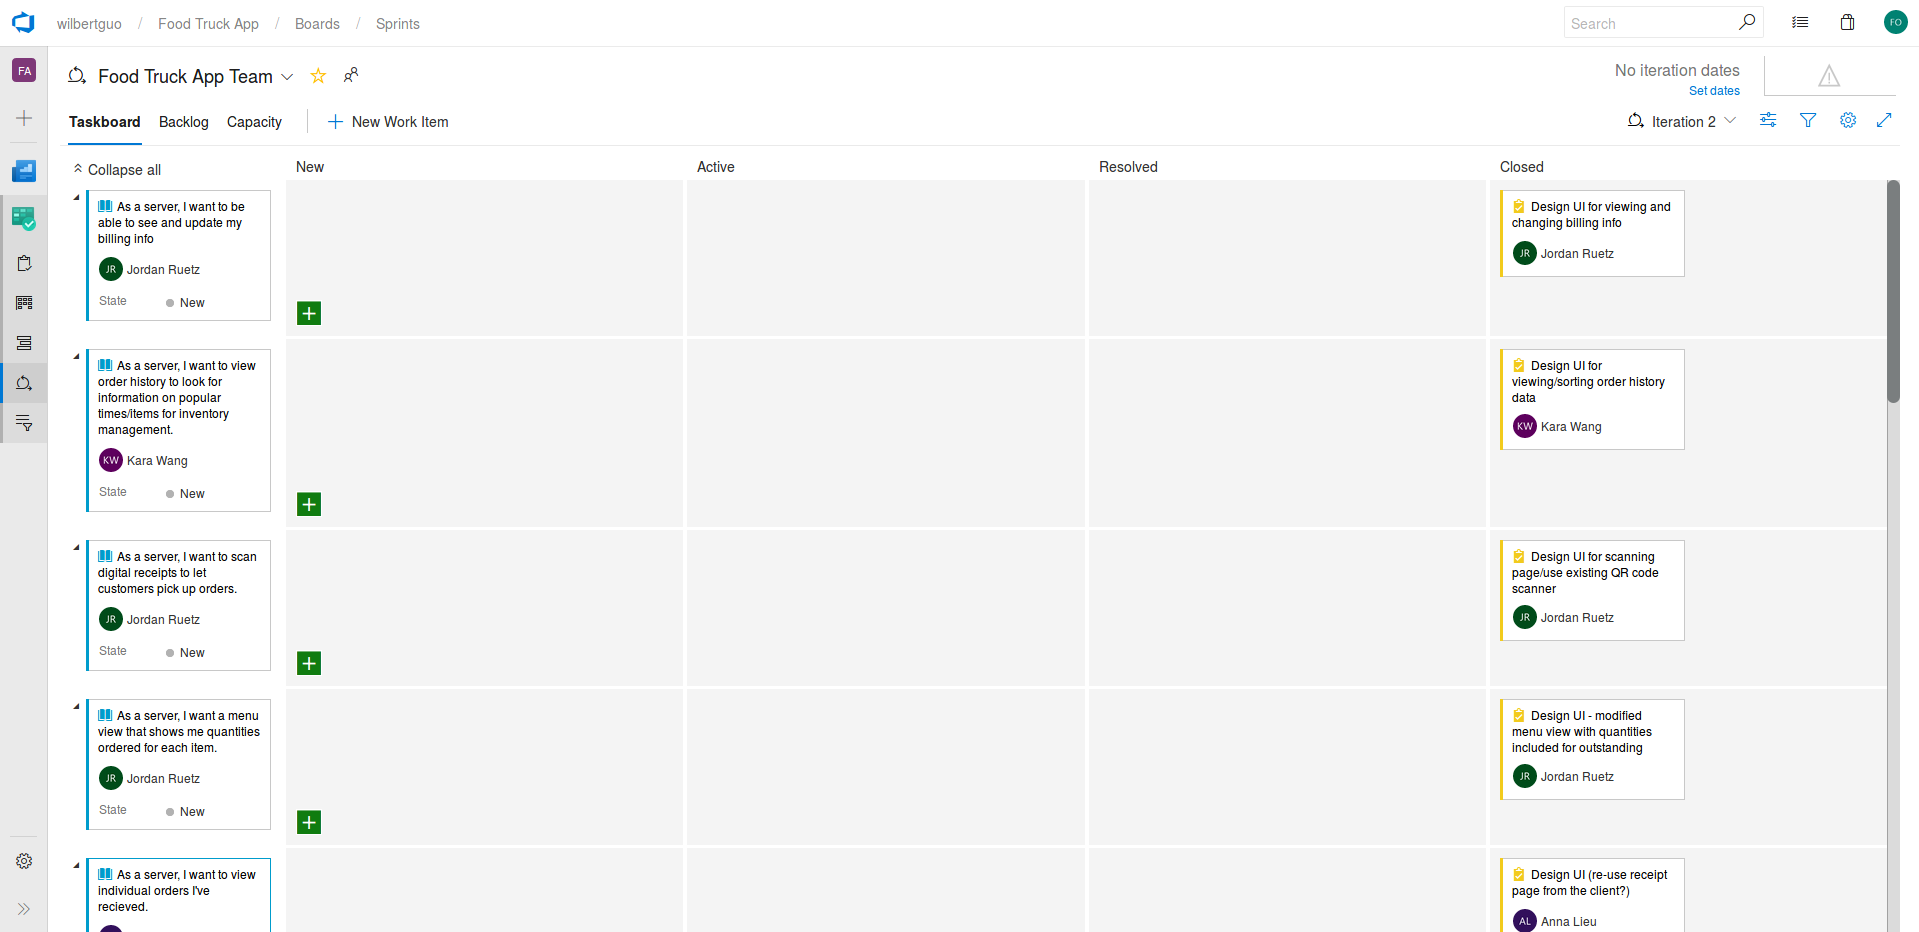 wilbertguo / Food Truck App / Boards / Sprints
Search
FO
FA
Food Truck App Team
No iteration dates
Set dates
Taskboard Backlog Capacity New Work Item
Iteration 2
Collapse all
New
Active
Resolved
Closed
As a server, I want to be
able to see and update my
billing info
JR Jordan Ruetz
State New
Design UI for viewing and
changing billing info
JR Jordan Ruetz
As a server, I want to view
order history to look for
information on popular
times/items for inventory
management.
KW Kara Wang
State New
Design UI for
viewing/sorting order history
data
KW Kara Wang
As a server, I want to scan
digital receipts to let
customers pick up orders.
JR Jordan Ruetz
State New
Design UI for scanning
page/use existing QR code
scanner
JR Jordan Ruetz
As a server, I want a menu
view that shows me quantities
ordered for each item.
JR Jordan Ruetz
State New
Design UI - modified
menu view with quantities
included for outstanding
JR Jordan Ruetz
As a server, I want to view
individual orders I've
recieved.
Design UI (re-use receipt
page from the client?)
AL Anna Lieu